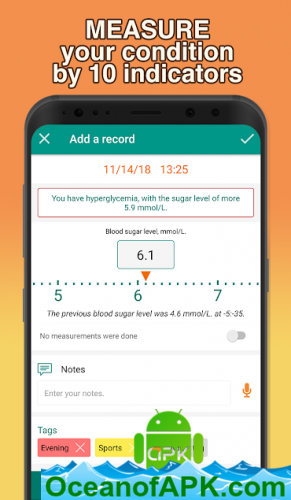 MEASURE
your condition
by 10 indicators
Add a record
11/14/18 13:25
You have hyperglycemia, with the sugar level of more
5.9 mmol/L.
Blood sugar level, mmol/L.
6.1
5 6 7
The previous blood sugar level was 4.6 mmol/L. at -5:-35.
No measurements were done
Notes
Enter your notes.
Tags
Evening
Sports
apk
OceanofAPK.com